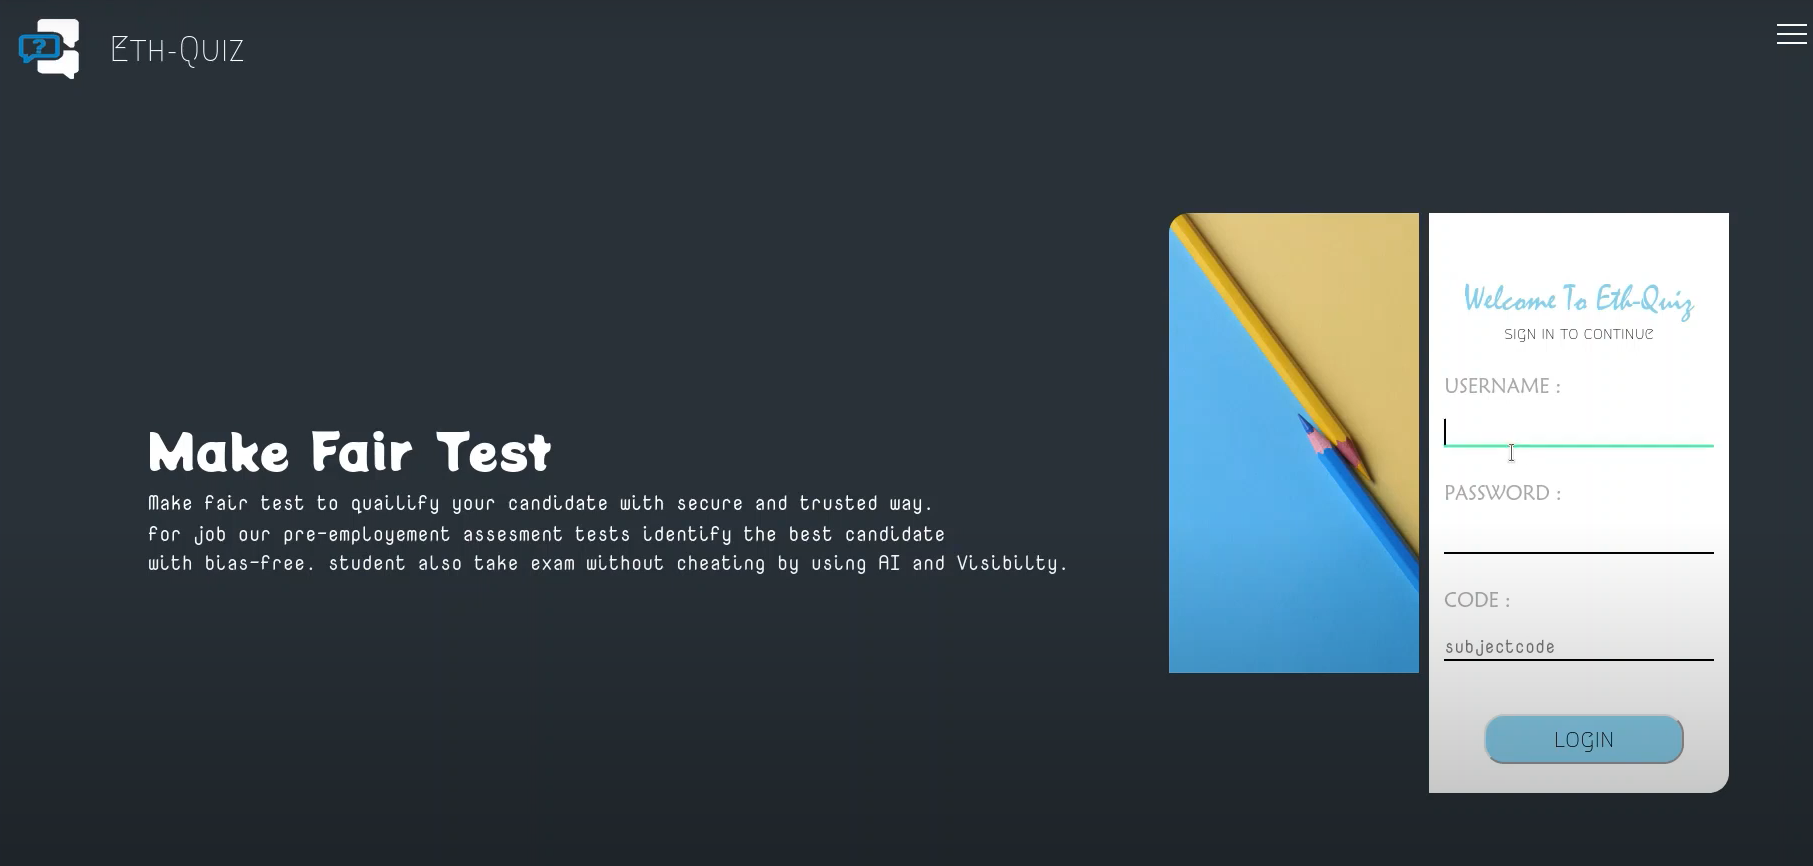 Eth-Quiz
Make Fair Test
Make fair test to quailify your candidate with secure and trusted way.
for job our pre-employement assesment tests identify the best candidate
with bias-free. student also take exam without cheating by using AI and Visibilty.
Welcome To Eth-Quiz
SIGN IN TO CONTINUE
USERNAME :
PASSWORD :
CODE :
subjectcode
LOGIN